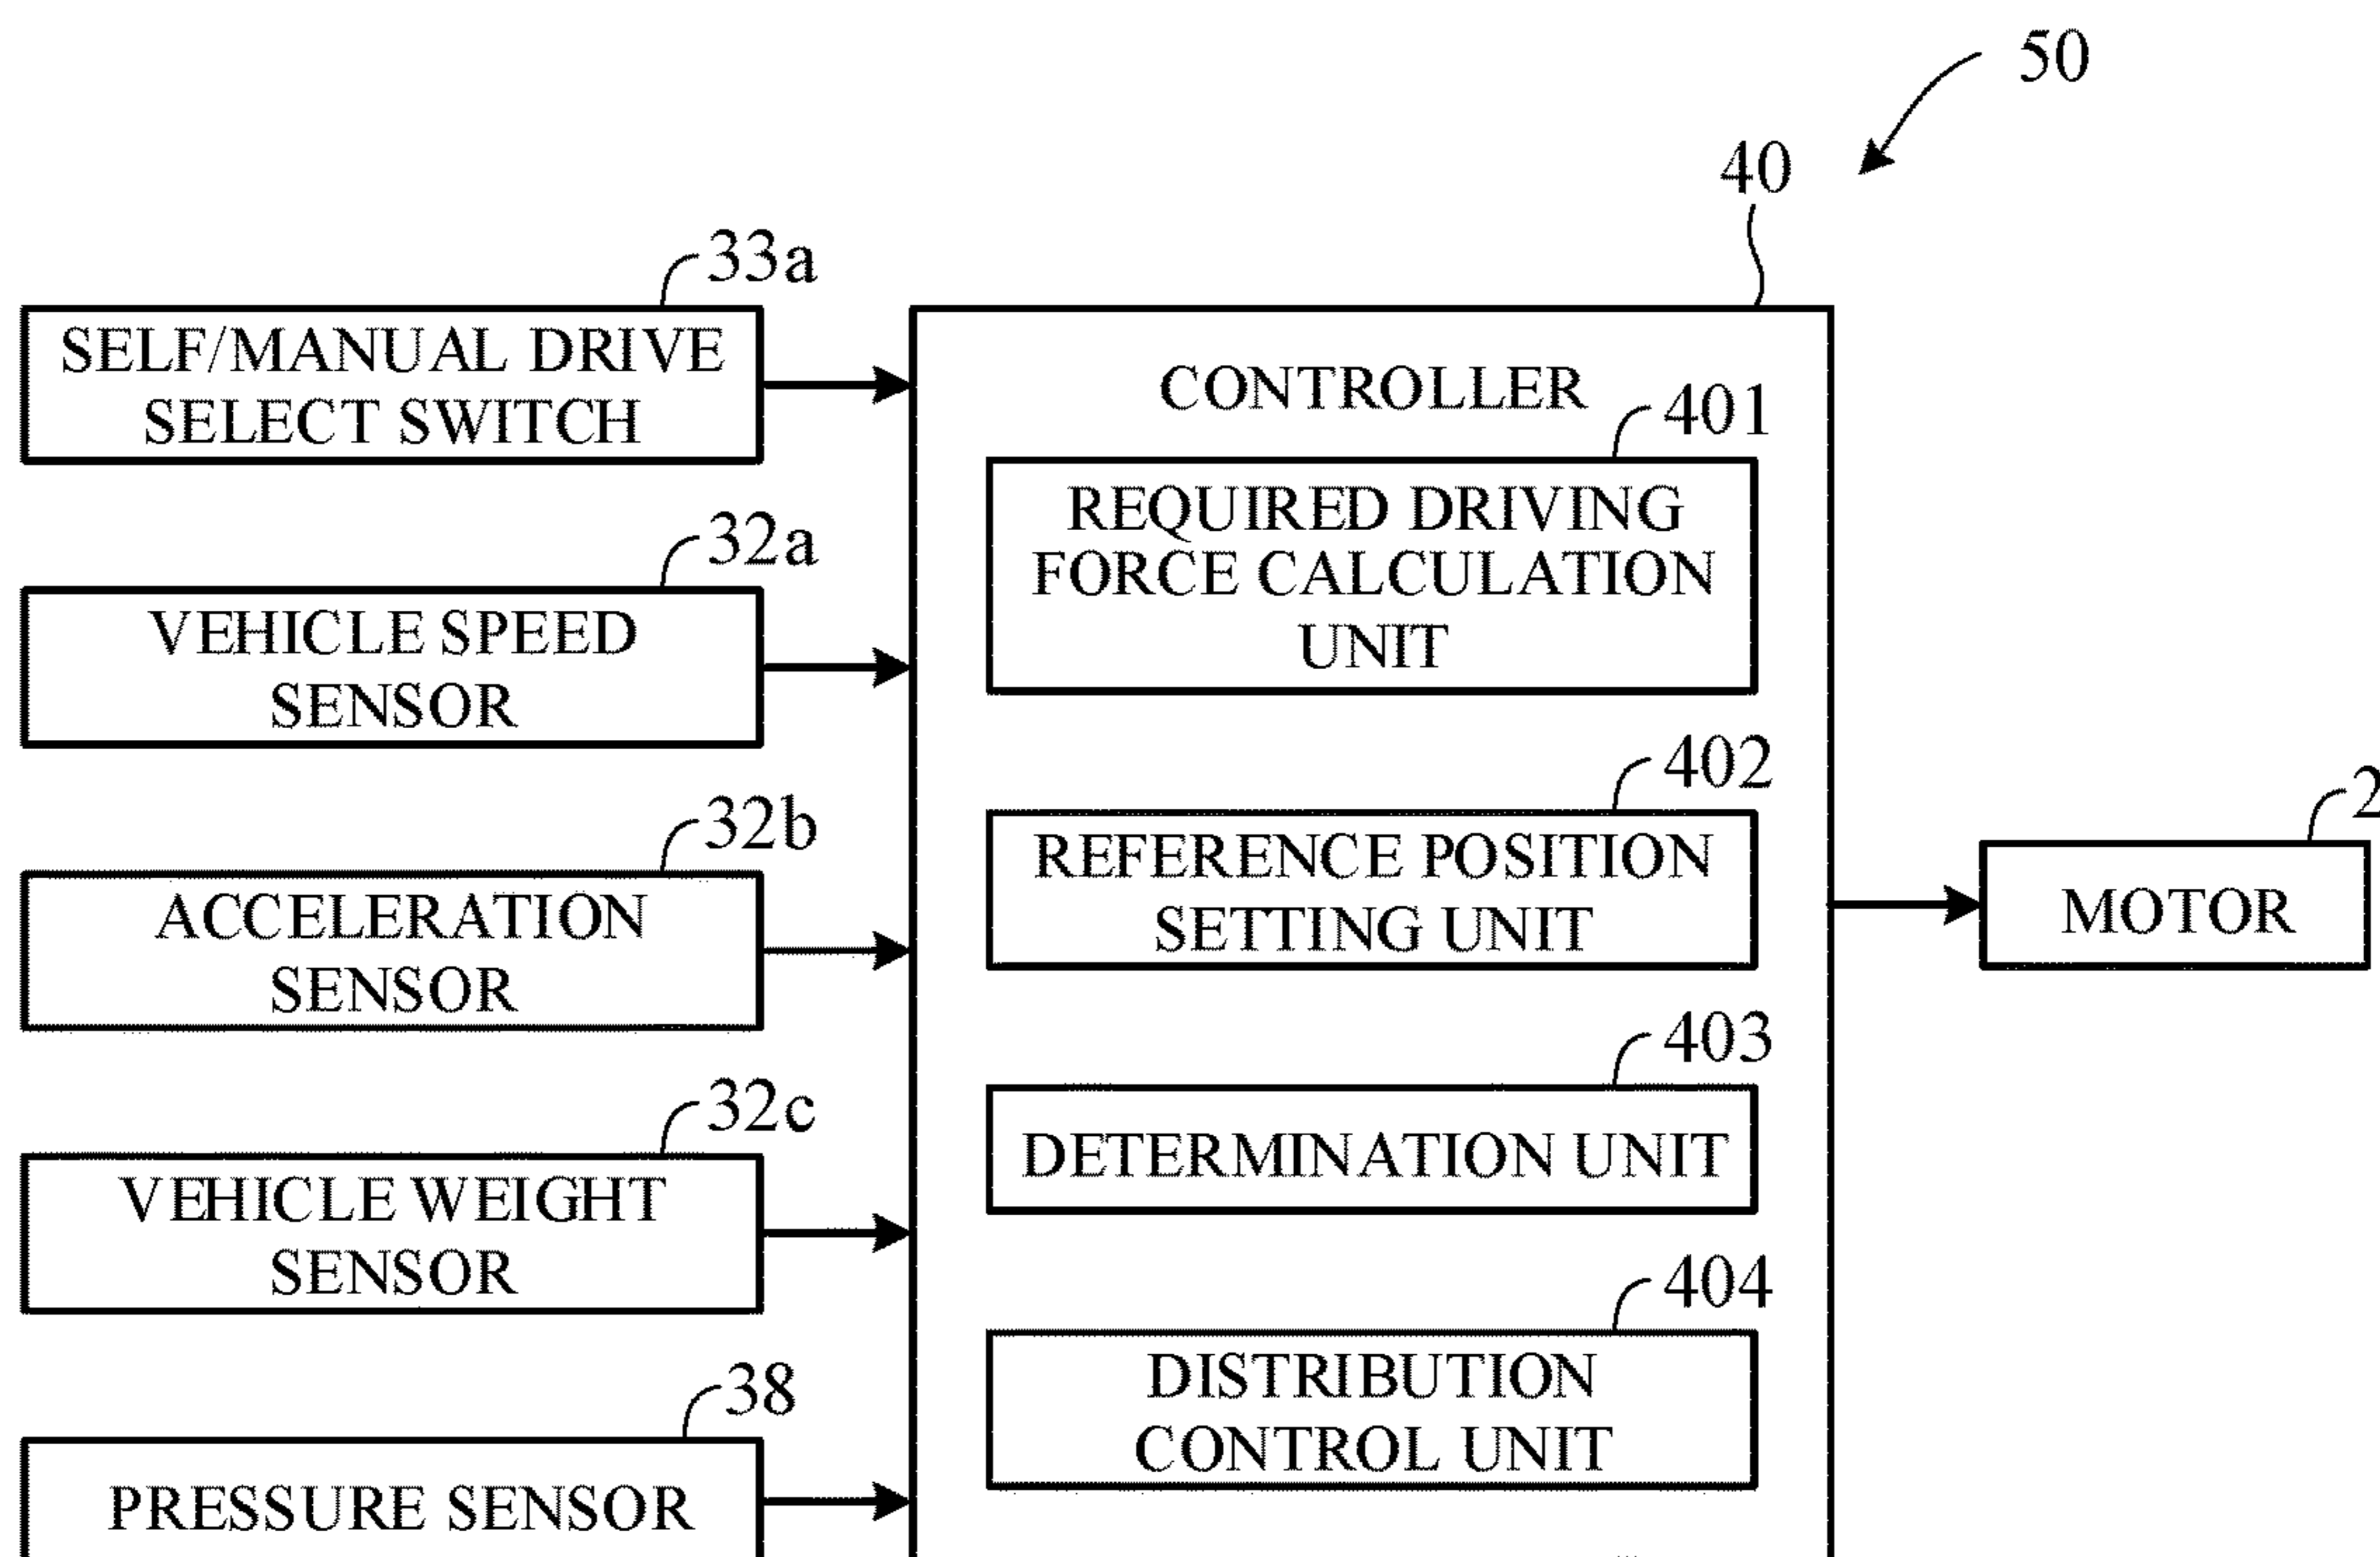 50
40
33a
SELF/MANUAL DRIVE
SELECT SWITCH
32a
VEHICLE SPEED
SENSOR
32b
ACCELERATION
SENSOR
32c
VEHICLE WEIGHT
SENSOR
38
PRESSURE SENSOR
CONTROLLER
401
REQUIRED DRIVING
FORCE CALCULATION
UNIT
402
REFERENCE POSITION
SETTING UNIT
403
DETERMINATION UNIT
404
DISTRIBUTION
CONTROL UNIT
2
MOTOR